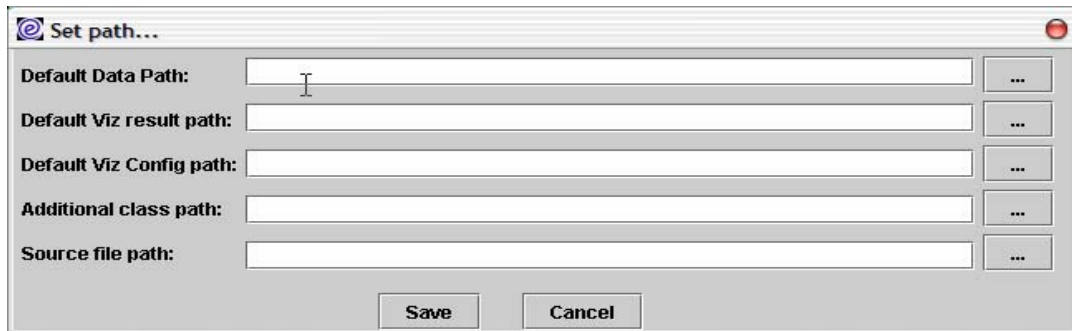 Set path...
Default Data Path: ...
Default Viz result path: ...
Default Viz Config path: ...
Additional class path: ...
Source file path: ...
Save Cancel